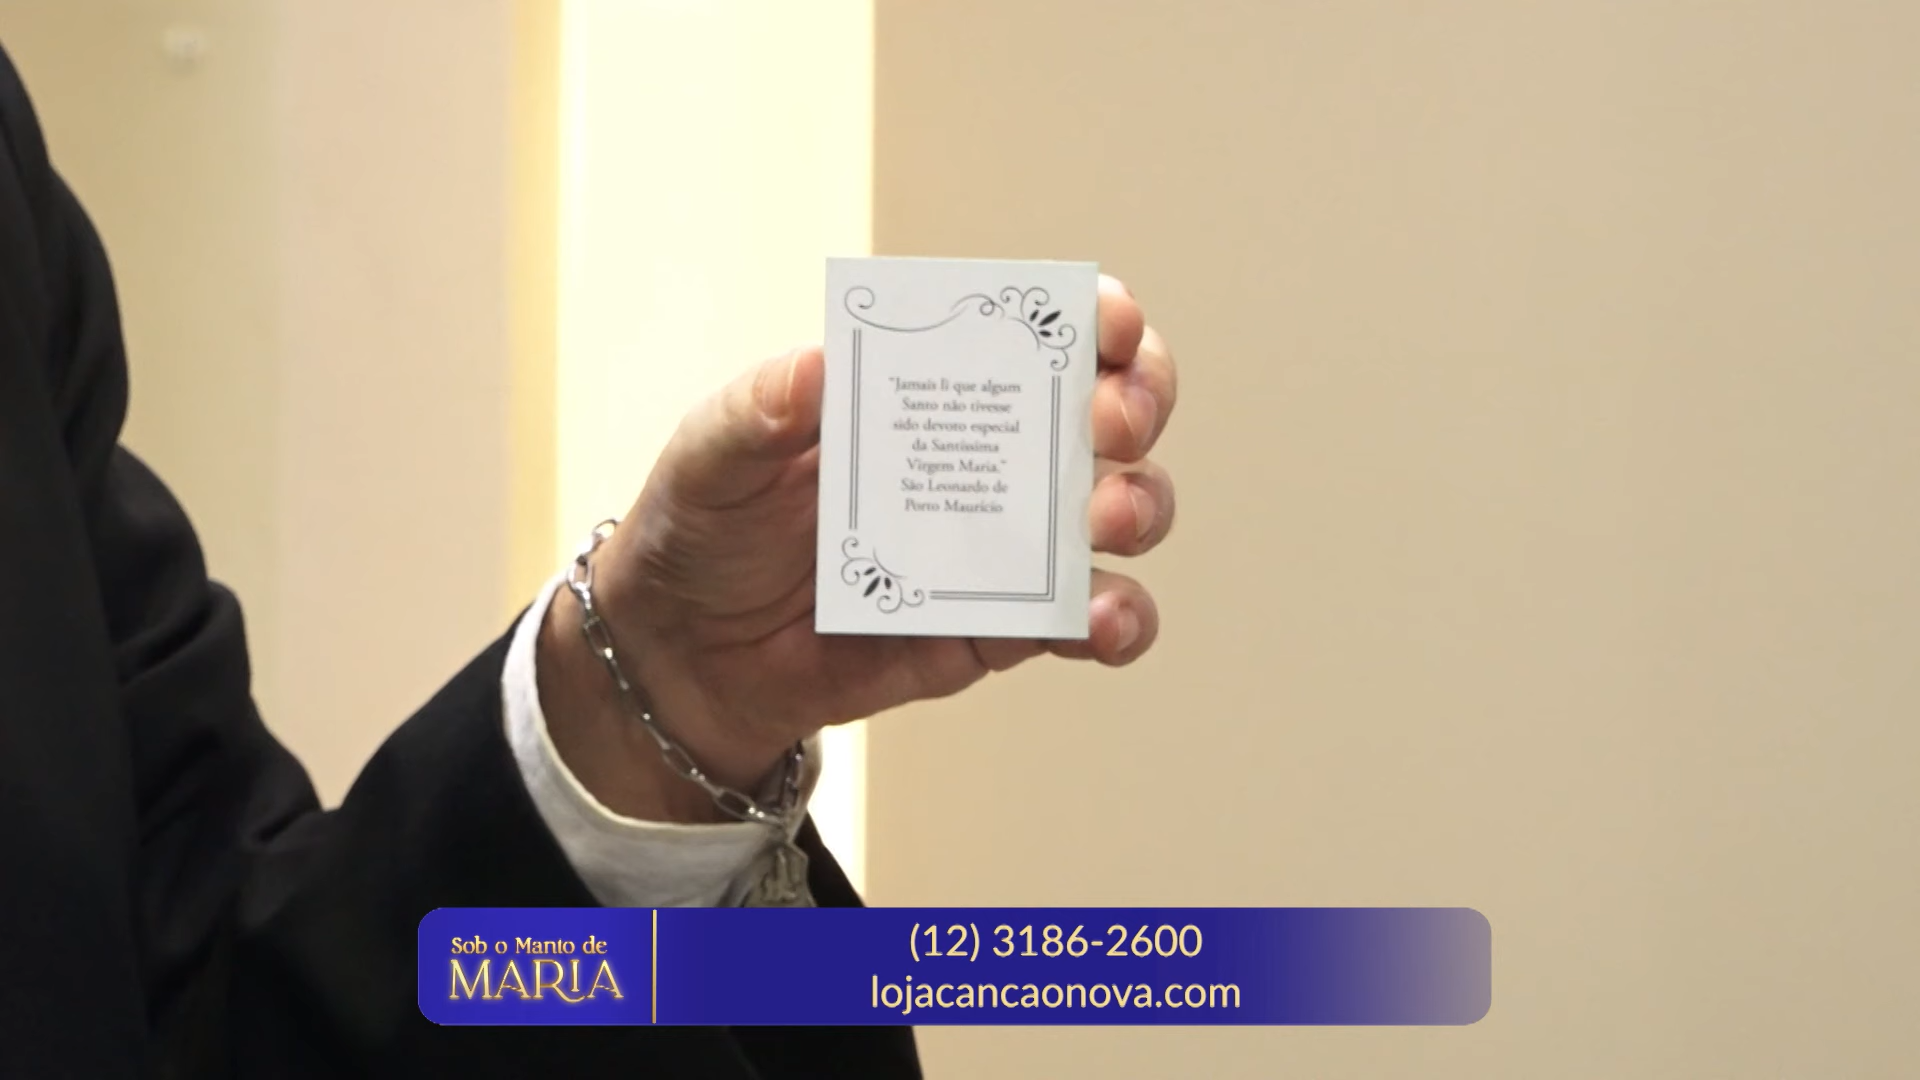 "Jamais li que algum
Santo não tivesse
sido devoto especial
da Santíssima
Virgem Maria."
São Leonardo de
Porto Maurício
Sob o Manto de
MARIA
(12) 3186-2600
lojacancaonova.com